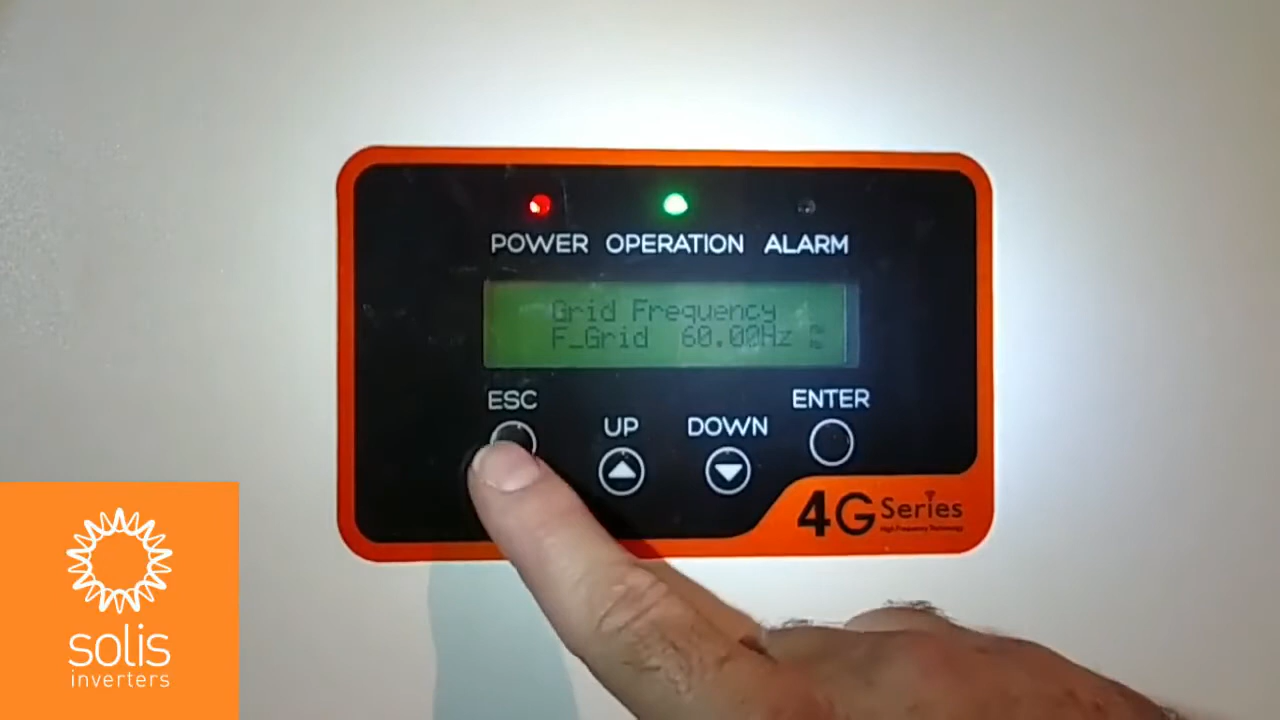 POWER OPERATION ALARM
Grid Frequency
F_Grid 60.00Hz
ESC
UP
DOWN
ENTER
4G Series
High Frequency Technology
solis
inverters